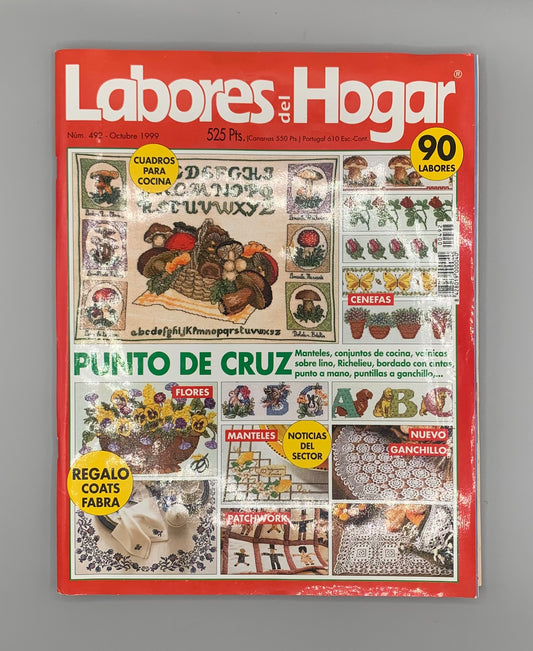 Labores del Hogar®
Núm. 492 - Octubre 1999
525 Pts. (Canarias 550 Pts.) Portugal 610 Esc. Cont.
CUADROS
PARA
COCINA
90
LABORES
CENEFAS
abcdefghijklmnopqrstuvwxyz
PUNTO DE CRUZ
Manteles, conjuntos de cocina, vainicas
sobre lino, Richelieu, bordado con cintas,
punto a mano, puntillas a ganchillo,...
FLORES
A B C
MANTELES
NOTICIAS
DEL
SECTOR
NUEVO
GANCHILLO
REGALO
COATS
FABRA
PATCHWORK